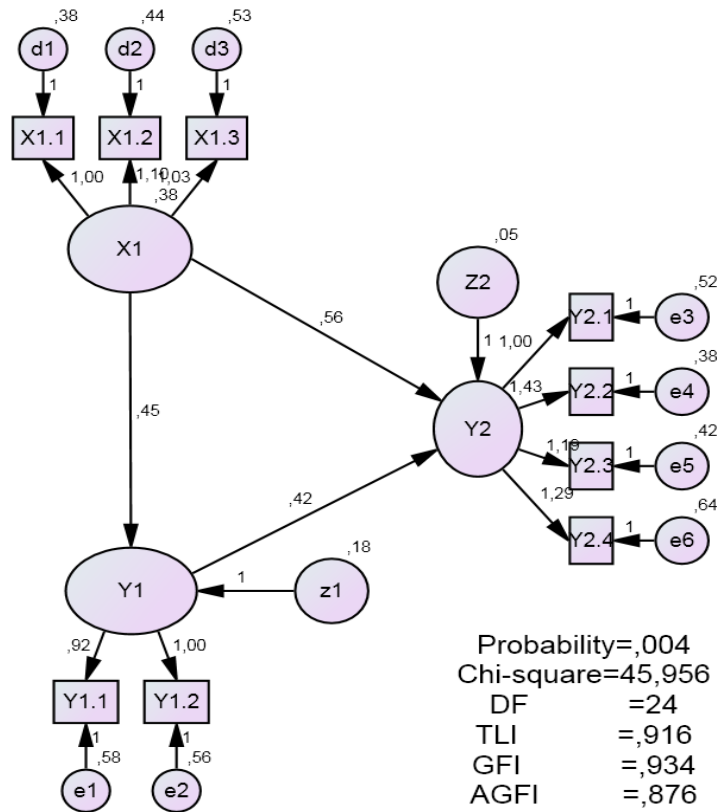 ,38 ,44 ,53
d1 d2 d3
1 1 1
X1.1 X1.2 X1.3
1,00 1,10 1,03
,38
X1
,05
Z2
,56
1
1,00
,52
Y2.1 1 e3
,38
1,43 Y2.2 1 e4
Y2
,42
1,19 Y2.3 1 e5
,45
,42
1,29
,64
Y2.4 1 e6
,18
Y1 1 z1
,92 1,00
Y1.1 Y1.2
1 1
,58 ,56
e1 e2
Probability=,004
Chi-square=45,956
DF =24
TLI =,916
GFI =,934
AGFI =,876